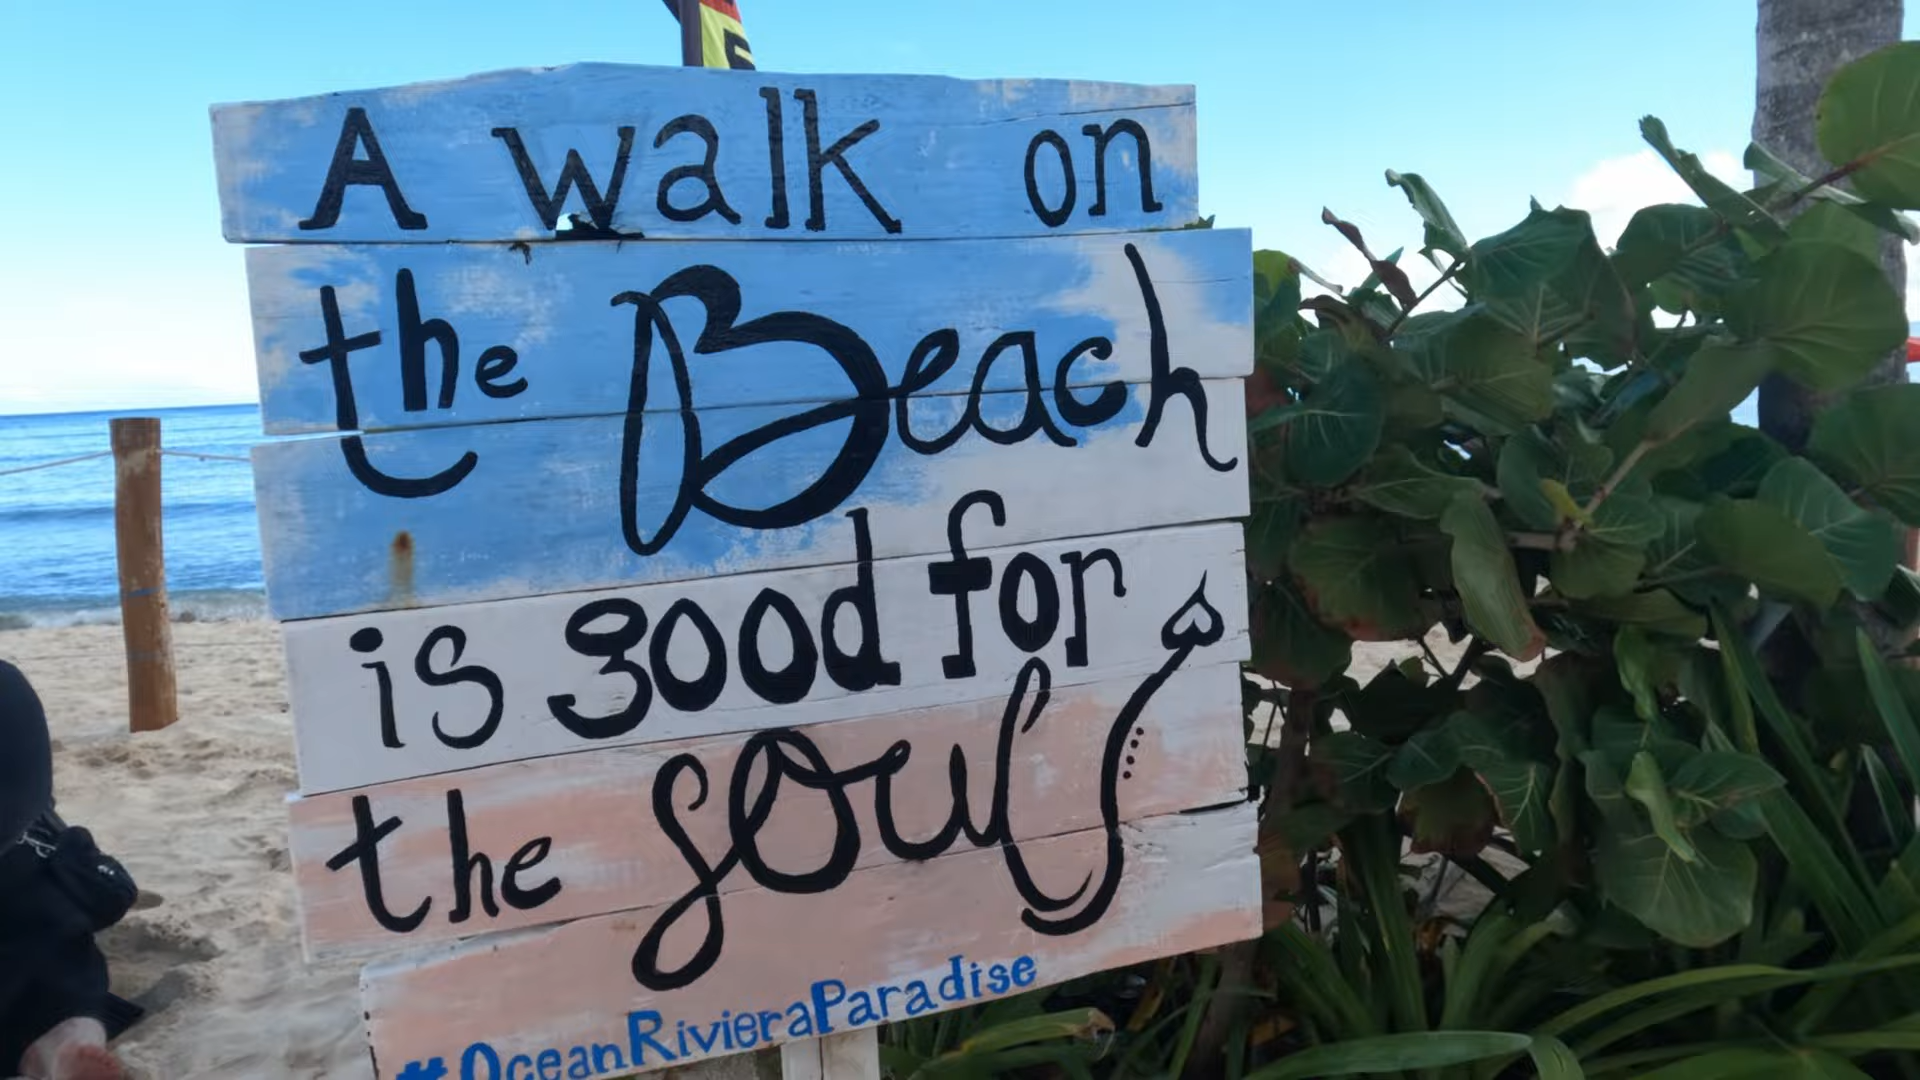 A walk on
the Beach
is good for
the soul
#OceanRivieraParadise